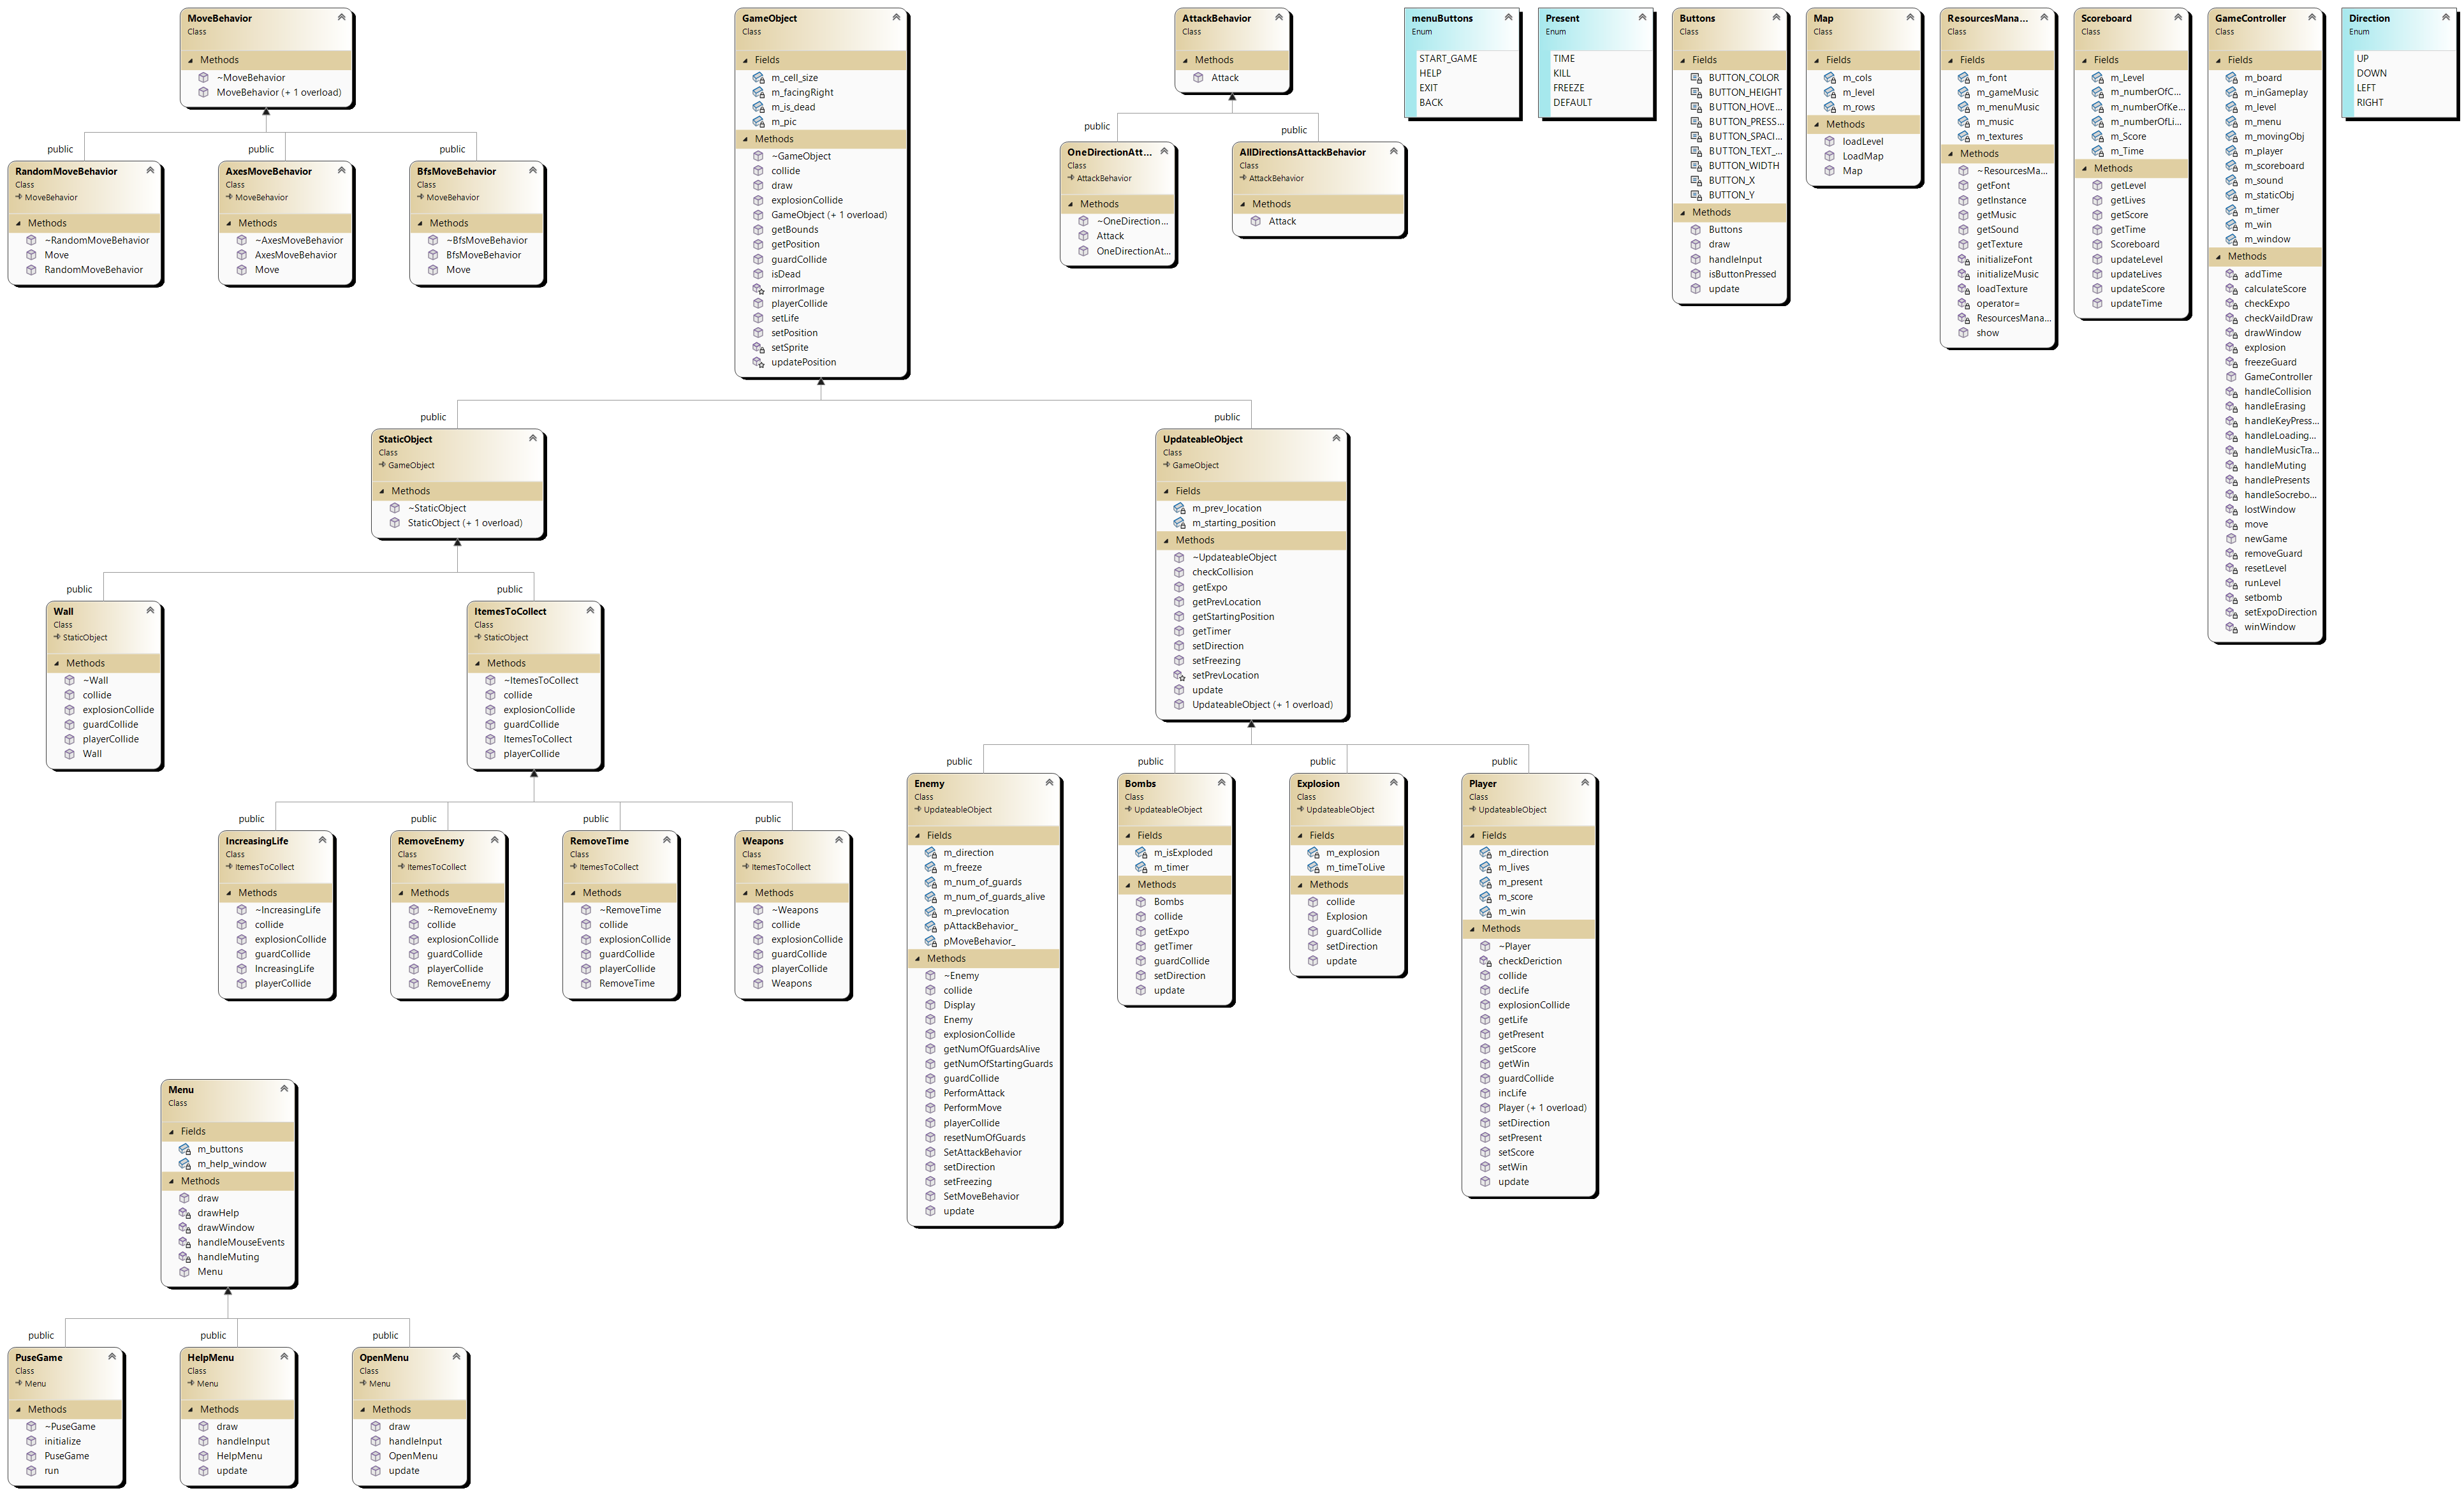 MoveBehavior
Class
Methods
~MoveBehavior
MoveBehavior (+ 1 overload)
public
public
public
RandomMoveBehavior
Class
MoveBehavior
Methods
~RandomMoveBehavior
Move
RandomMoveBehavior
AxesMoveBehavior
Class
MoveBehavior
Methods
~AxesMoveBehavior
AxesMoveBehavior
Move
BfsMoveBehavior
Class
MoveBehavior
Methods
~BfsMoveBehavior
BfsMoveBehavior
Move
GameObject
Class
Fields
m_cell_size
m_facingRight
m_is_dead
m_pic
Methods
~GameObject
collide
draw
explosionCollide
GameObject (+ 1 overload)
getBounds
getPosition
guardCollide
isDead
mirrorImage
playerCollide
setLife
setPosition
setSprite
updatePosition
AttackBehavior
Class
Methods
Attack
public
public
OneDirectionAtt...
Class
AttackBehavior
Methods
~OneDirection...
Attack
OneDirectionAt...
AllDirectionsAttackBehavior
Class
AttackBehavior
Methods
Attack
menuButtons
Enum
START_GAME
HELP
EXIT
BACK
Present
Enum
TIME
KILL
FREEZE
DEFAULT
Buttons
Class
Fields
BUTTON_COLOR
BUTTON_HEIGHT
BUTTON_HOVE...
BUTTON_PRESS...
BUTTON_SPACI...
BUTTON_TEXT_...
BUTTON_WIDTH
BUTTON_X
BUTTON_Y
Methods
Buttons
draw
handleInput
isButtonPressed
update
Map
Class
Fields
m_cols
m_level
m_rows
Methods
loadLevel
LoadMap
Map
ResourcesMana...
Class
Fields
m_font
m_gameMusic
m_menuMusic
m_music
m_textures
Methods
~ResourcesMa...
getFont
getInstance
getMusic
getSound
getTexture
initializeFont
initializeMusic
loadTexture
operator=
ResourcesMana...
show
Scoreboard
Class
Fields
m_Level
m_numberOfC...
m_numberOfKe...
m_numberOfLi...
m_Score
m_Time
Methods
getLevel
getLives
getScore
getTime
Scoreboard
updateLevel
updateLives
updateScore
updateTime
GameController
Class
Fields
m_board
m_inGameplay
m_level
m_menu
m_movingObj
m_player
m_scoreboard
m_sound
m_staticObj
m_timer
m_win
m_window
Methods
addTime
calculateScore
checkExpo
checkVaildDraw
drawWindow
explosion
freezeGuard
GameController
handleCollision
handleErasing
handleKeyPress...
handleLoading...
handleMusicTra...
handleMuting
handlePresents
handleSocrebo...
lostWindow
move
newGame
removeGuard
resetLevel
runLevel
setbomb
setExpoDirection
winWindow
Direction
Enum
UP
DOWN
LEFT
RIGHT
public
public
StaticObject
Class
GameObject
Methods
~StaticObject
StaticObject (+ 1 overload)
UpdateableObject
Class
GameObject
Fields
m_prev_location
m_starting_position
Methods
~UpdateableObject
checkCollision
getExpo
getPrevLocation
getStartingPosition
getTimer
setDirection
setFreezing
setPrevLocation
update
UpdateableObject (+ 1 overload)
public
public
Wall
Class
StaticObject
Methods
~Wall
collide
explosionCollide
guardCollide
playerCollide
Wall
ItemesToCollect
Class
StaticObject
Methods
~ItemesToCollect
collide
explosionCollide
guardCollide
ItemesToCollect
playerCollide
public
public
public
public
IncreasingLife
Class
ItemesToCollect
Methods
~IncreasingLife
collide
explosionCollide
guardCollide
IncreasingLife
playerCollide
RemoveEnemy
Class
ItemesToCollect
Methods
~RemoveEnemy
collide
explosionCollide
guardCollide
playerCollide
RemoveEnemy
RemoveTime
Class
ItemesToCollect
Methods
~RemoveTime
collide
explosionCollide
guardCollide
playerCollide
RemoveTime
Weapons
Class
ItemesToCollect
Methods
~Weapons
collide
explosionCollide
guardCollide
playerCollide
Weapons
public
public
public
public
Enemy
Class
UpdateableObject
Fields
m_direction
m_freeze
m_num_of_guards
m_num_of_guards_alive
m_prevlocation
pAttackBehavior_
pMoveBehavior_
Methods
~Enemy
collide
Display
Enemy
explosionCollide
getNumOfGuardsAlive
getNumOfStartingGuards
guardCollide
PerformAttack
PerformMove
playerCollide
resetNumOfGuards
SetAttackBehavior
setDirection
setFreezing
SetMoveBehavior
update
Bombs
Class
UpdateableObject
Fields
m_isExploded
m_timer
Methods
Bombs
collide
getExpo
getTimer
guardCollide
setDirection
update
Explosion
Class
UpdateableObject
Fields
m_explosion
m_timeToLive
Methods
collide
Explosion
guardCollide
setDirection
update
Player
Class
UpdateableObject
Fields
m_direction
m_lives
m_present
m_score
m_win
Methods
~Player
checkDeriction
collide
decLife
explosionCollide
getLife
getPresent
getScore
getWin
guardCollide
incLife
Player (+ 1 overload)
setDirection
setPresent
setScore
setWin
update
Menu
Class
Fields
m_buttons
m_help_window
Methods
draw
drawHelp
drawWindow
handleMouseEvents
handleMuting
Menu
public
public
public
PuseGame
Class
Menu
Methods
~PuseGame
initialize
PuseGame
run
HelpMenu
Class
Menu
Methods
draw
handleInput
HelpMenu
update
OpenMenu
Class
Menu
Methods
draw
handleInput
OpenMenu
update